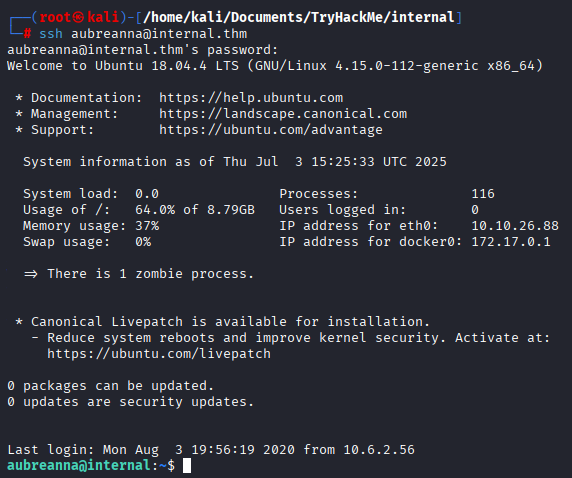 ┌──(root㉿kali)-[/home/kali/Documents/TryHackMe/internal]
└─# ssh aubreanna@internal.thm
aubreanna@internal.thm's password:
Welcome to Ubuntu 18.04.4 LTS (GNU/Linux 4.15.0-112-generic x86_64)

 * Documentation:  https://help.ubuntu.com
 * Management:     https://landscape.canonical.com
 * Support:        https://ubuntu.com/advantage

  System information as of Thu Jul  3 15:25:33 UTC 2025

  System load:  0.0               Processes:              116
  Usage of /:   64.0% of 8.79GB   Users logged in:        0
  Memory usage: 37%               IP address for eth0:    10.10.26.88
  Swap usage:   0%                IP address for docker0: 172.17.0.1

  => There is 1 zombie process.


 * Canonical Livepatch is available for installation.
   - Reduce system reboots and improve kernel security. Activate at:
     https://ubuntu.com/livepatch

0 packages can be updated.
0 updates are security updates.


Last login: Mon Aug  3 19:56:19 2020 from 10.6.2.56
aubreanna@internal:~$